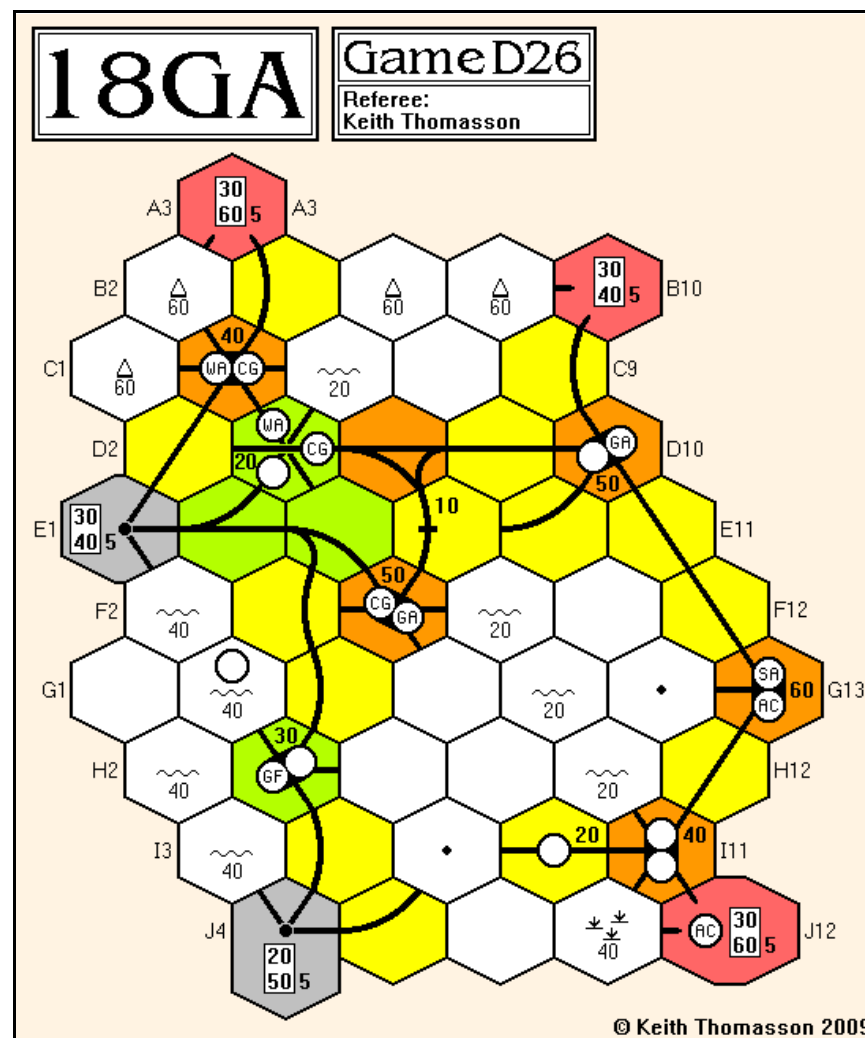 18GA
Game D26
Referee:
Keith Thomasson
A3
30
60 5
A3
B2
60
60
60
30
40 5
B10
C1
60
40
WA CG
20
C9
D2
WA
20
CG
GA
50
D10
E1
30
40 5
10
E11
F2
40
50
CG
GA
20
F12
G1
40
20
SA
AC
60
G13
H2
40
30
GF
20
H12
I3
40
20
40
I11
J4
20
50 5
40
AC
30
60 5
J12
© Keith Thomasson 2009